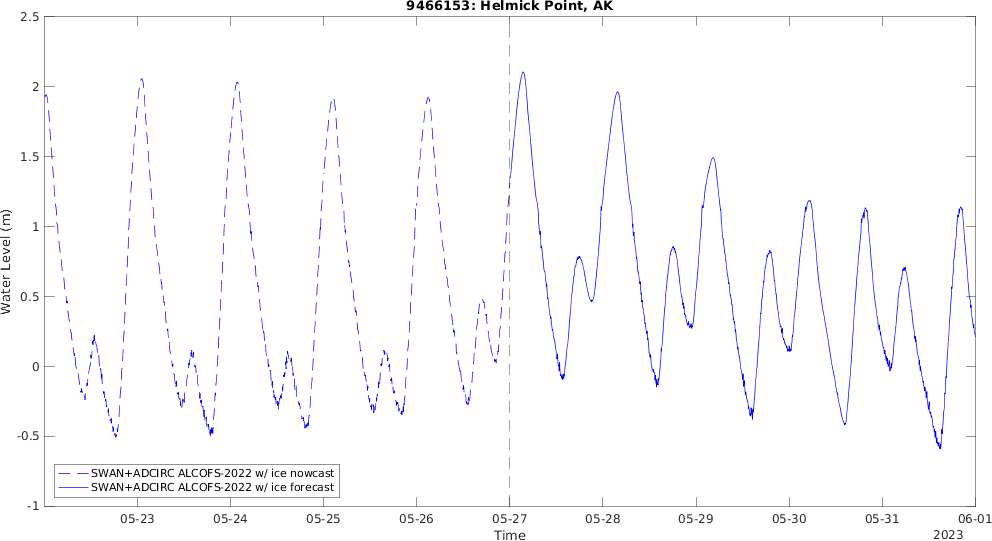 9466153: Helmick Point, AK
2.5
2
1.5
1
0.5
0
-0.5
-1
Water Level (m)
SWAN+ADCIRC ALCOFS-2022 w/ ice nowcast
SWAN+ADCIRC ALCOFS-2022 w/ ice forecast
05-23 05-24 05-25 05-26 05-27 05-28 05-29 05-30 05-31 06-01
Time
2023